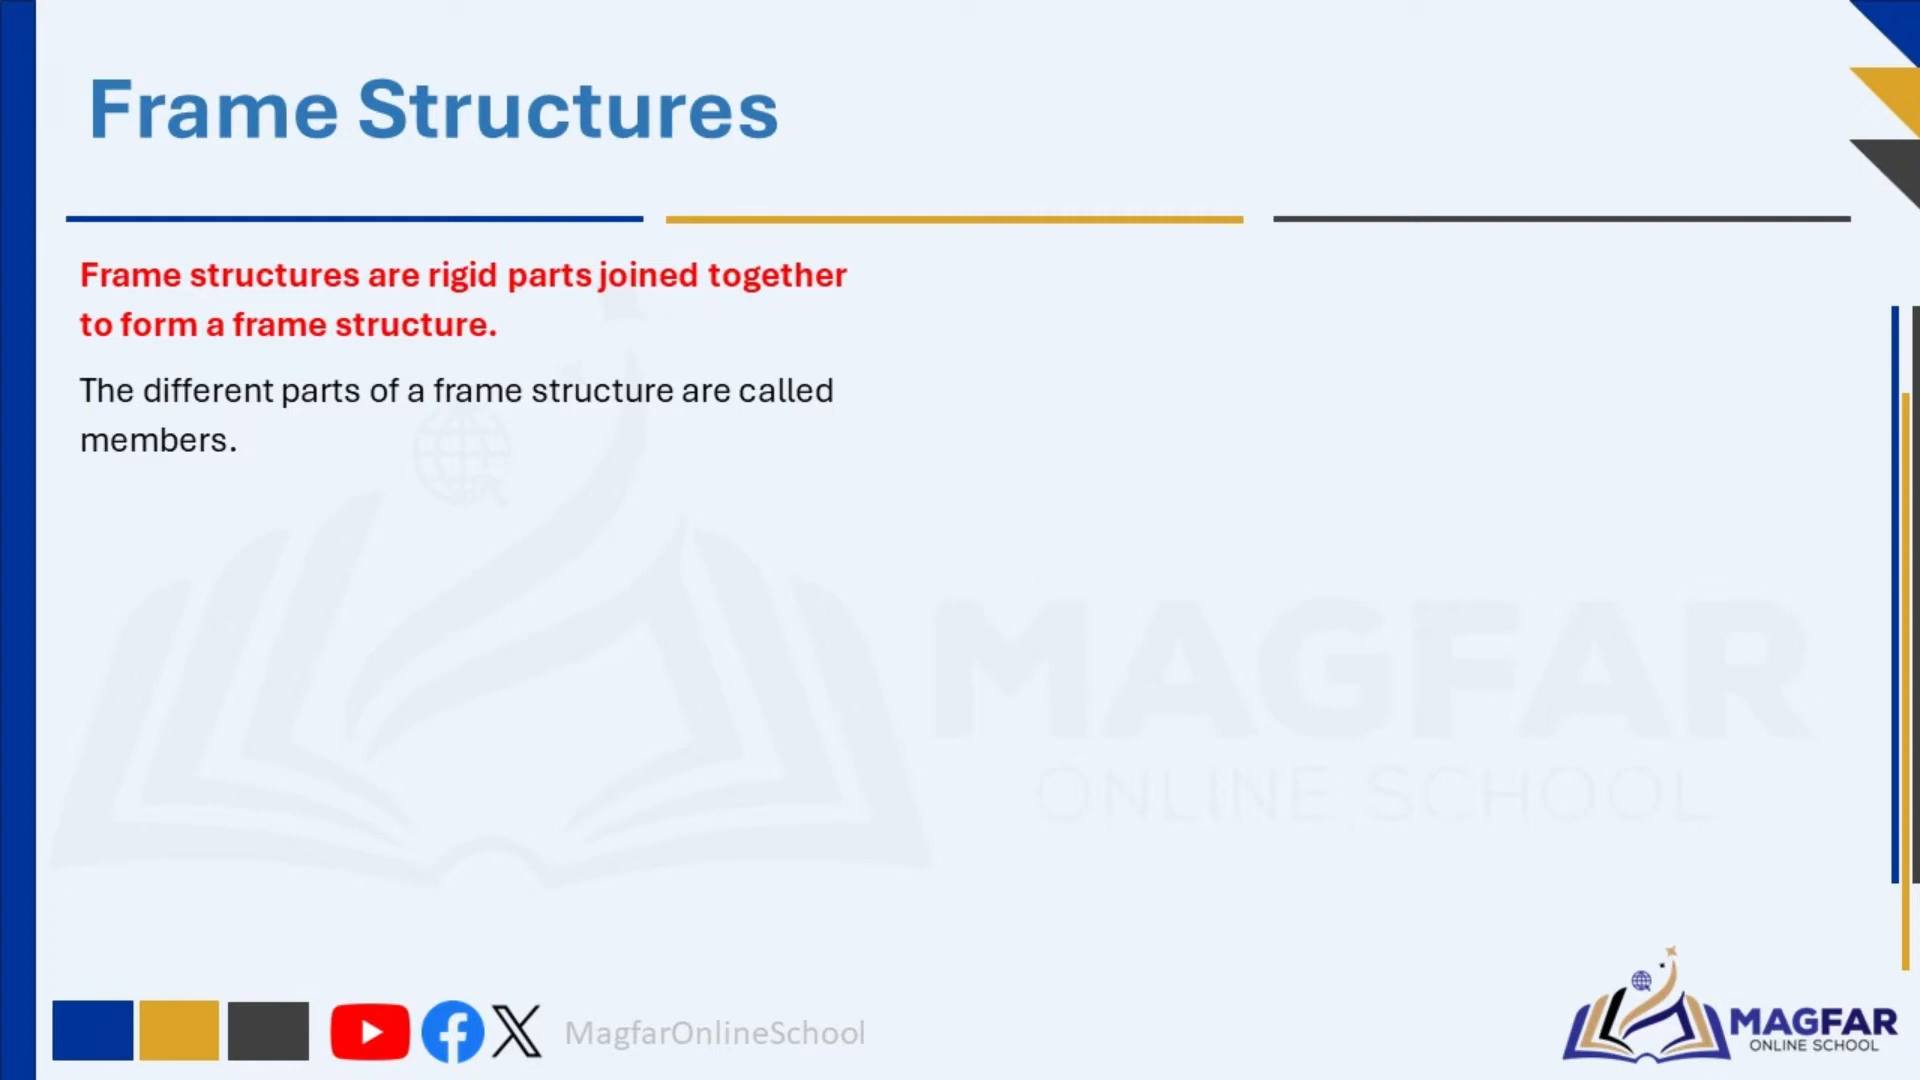 Frame Structures
Frame structures are rigid parts joined together
to form a frame structure.
The different parts of a frame structure are called
members.
MAGFAR
ONLINE SCHOOL
MagfarOnlineSchool
MAGFAR
ONLINE SCHOOL